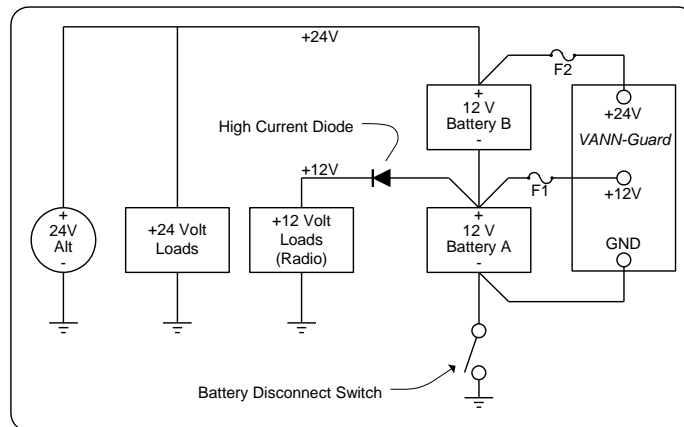 +24V
F2
+
12 V
Battery B
-
+24V
VANN-Guard
High Current Diode
+12V
F1
+12V
+
24V
Alt
-
+24 Volt
Loads
+12 Volt
Loads
(Radio)
+
12 V
Battery A
-
GND
Battery Disconnect Switch